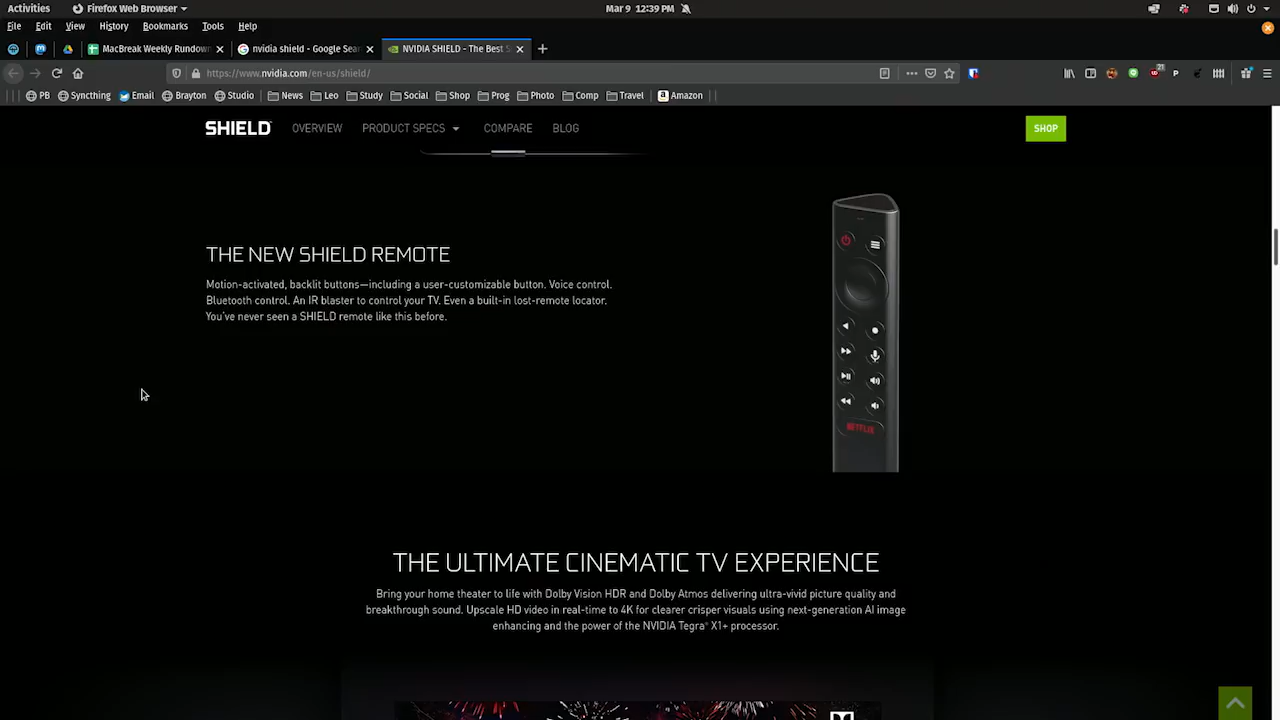 Activities
Firefox Web Browser
Mar 9 12:39 PM
File Edit View History Bookmarks Tools Help
MacBreak Weekly Rundown
nvidia shield - Google Sear
NVIDIA SHIELD - The Best S
https://www.nvidia.com/en-us/shield/
21
P
PB Syncthing Email Brayton Studio News Leo Study Social Shop Prog Photo Comp Travel Amazon
SHIELD OVERVIEW PRODUCT SPECS COMPARE BLOG SHOP
THE NEW SHIELD REMOTE
Motion-activated, backlit buttons—including a user-customizable button. Voice control.
Bluetooth control. An IR blaster to control your TV. Even a built-in lost-remote locator.
You've never seen a SHIELD remote like this before.
NETFLIX
THE ULTIMATE CINEMATIC TV EXPERIENCE
Bring your home theater to life with Dolby Vision HDR and Dolby Atmos delivering ultra-vivid picture quality and
breakthrough sound. Upscale HD video in real-time to 4K for clearer crisper visuals using next-generation AI image
enhancing and the power of the NVIDIA Tegra® X1+ processor.